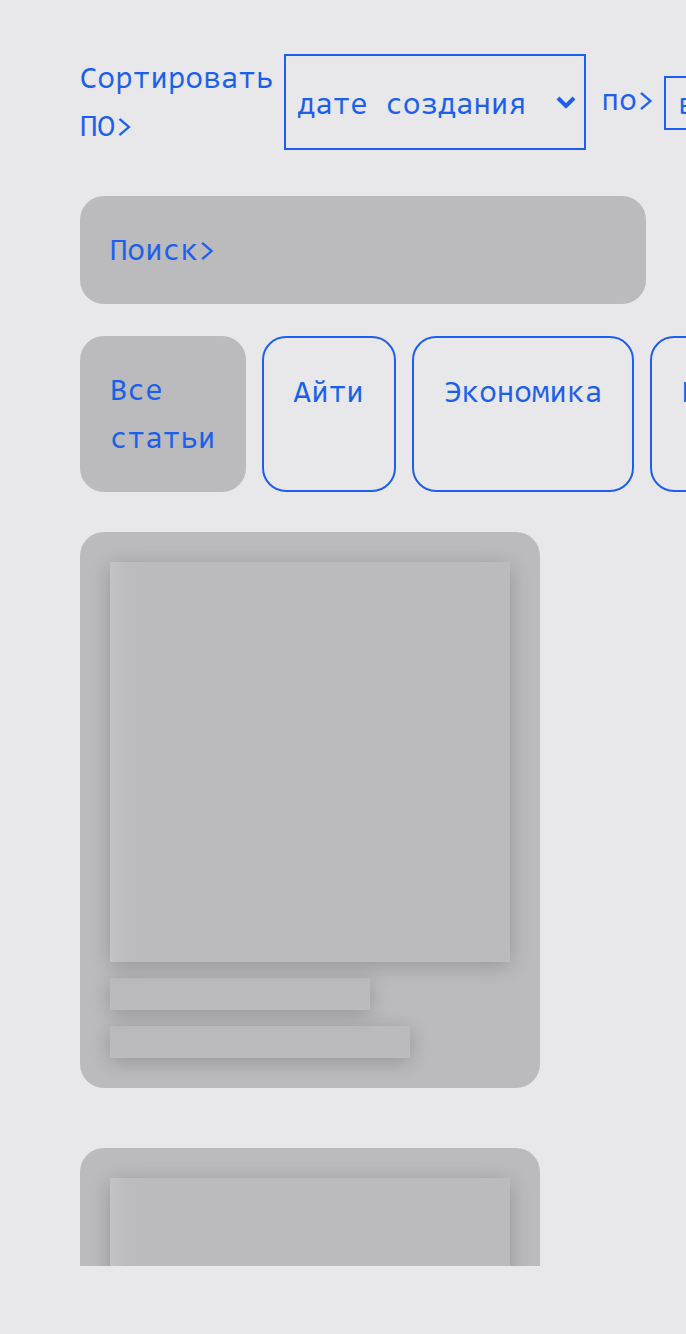 Сортировать
ПО>
дате создания
по>
Поиск>
Все
статьи
Айти
Экономика